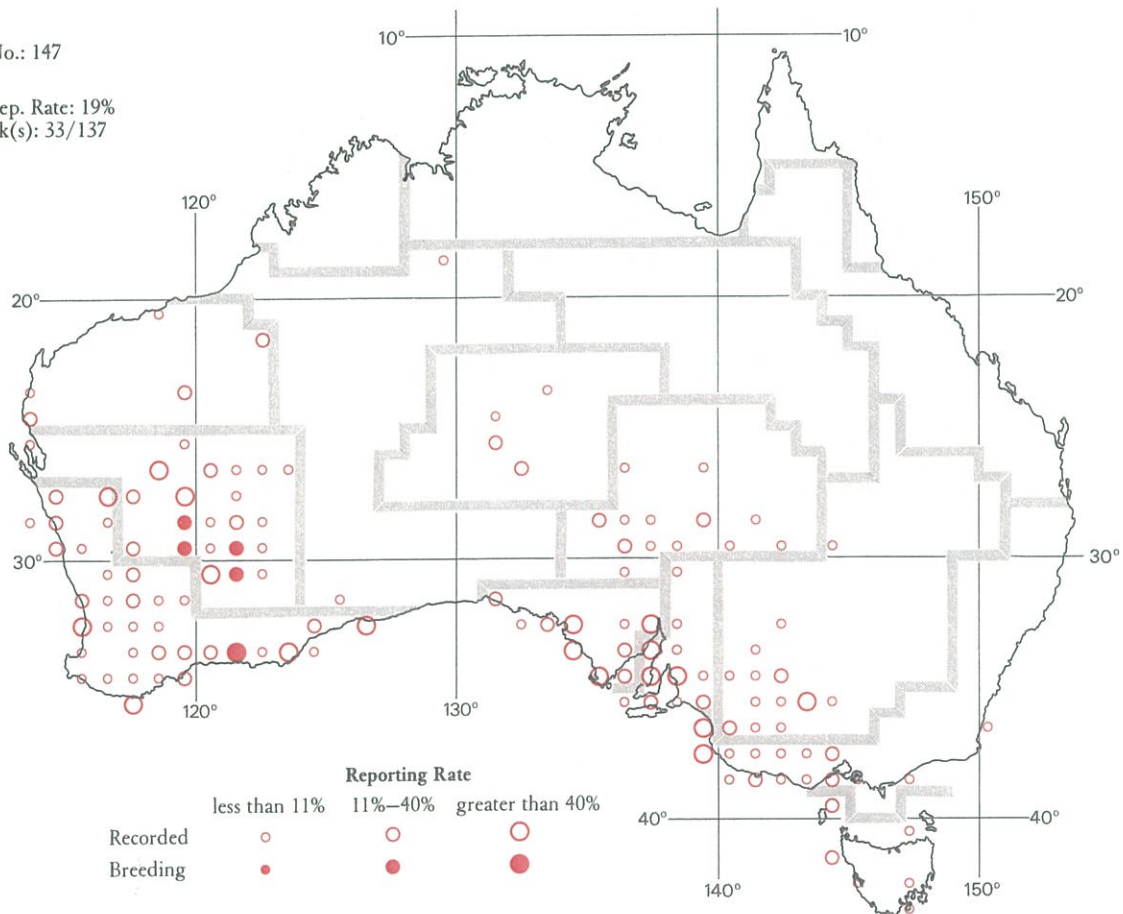 No.: 147
ep. Rate: 19%
k(s): 33/137
10°
10°
120°
150°
20°
20°
30°
30°
130°
120°
Reporting Rate
less than 11% 11%–40% greater than 40%
Recorded
Breeding
40°
40°
140°
150°